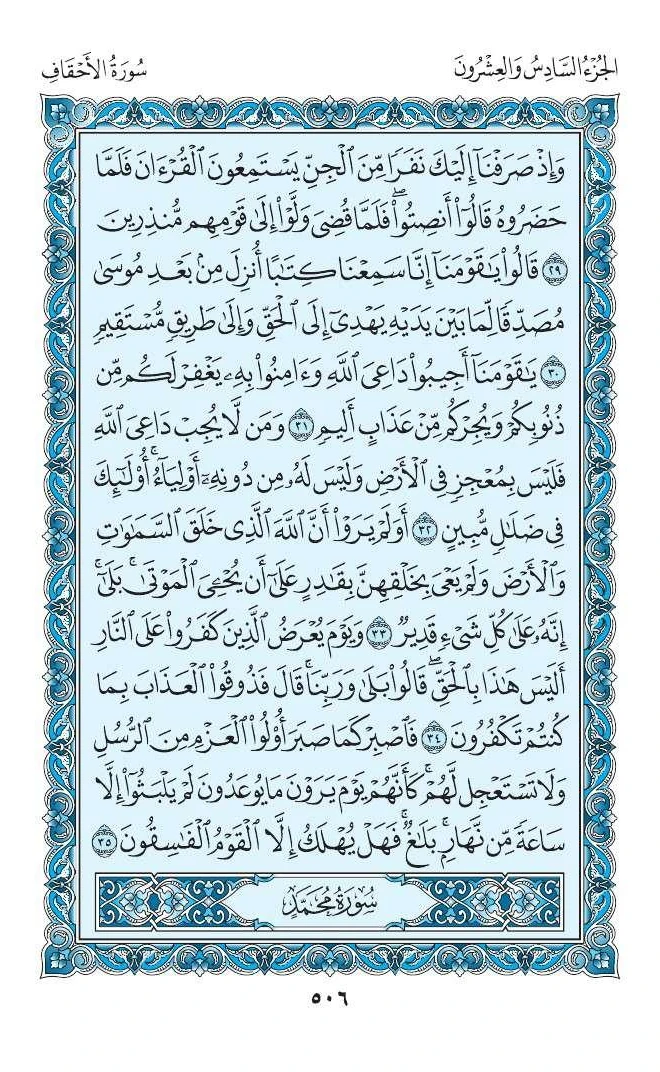 الجُزْءُ السَّادِسُ وَالعِشْرُونَ
سُورَةُ الأَحْقَافِ
وَإِذْ صَرَفْنَآ إِلَيْكَ نَفَرًا مِّنَ ٱلْجِنِّ يَسْتَمِعُونَ ٱلْقُرْءَانَ فَلَمَّا
حَضَرُوهُ قَالُوٓا۟ أَنصِتُوا۟ۖ فَلَمَّا قُضِىَ وَلَّوْا۟ إِلَىٰ قَوْمِهِم مُّنذِرِينَ
۝٢٩ قَالُوا۟ يَٰقَوْمَنَآ إِنَّا سَمِعْنَا كِتَٰبًا أُنزِلَ مِنۢ بَعْدِ مُوسَىٰ
مُصَدِّقًا لِّمَا بَيْنَ يَدَيْهِ يَهْدِىٓ إِلَى ٱلْحَقِّ وَإِلَىٰ طَرِيقٍ مُّسْتَقِيمٍ
۝٣٠ يَٰقَوْمَنَآ أَجِيبُوا۟ دَاعِىَ ٱللَّهِ وَءَامِنُوا۟ بِهِۦ يَغْفِرْ لَكُم مِّن
ذُنُوبِكُمْ وَيُجِرْكُم مِّنْ عَذَابٍ أَلِيمٍ ۝٣١ وَمَن لَّا يُجِبْ دَاعِىَ ٱللَّهِ
فَلَيْسَ بِمُعْجِزٍ فِى ٱلْأَرْضِ وَلَيْسَ لَهُۥ مِن دُونِهِۦٓ أَوْلِيَآءُۚ أُو۟لَٰٓئِكَ
فِى ضَلَٰلٍ مُّبِينٍ ۝٣٢ أَوَلَمْ يَرَوْا۟ أَنَّ ٱللَّهَ ٱلَّذِى خَلَقَ ٱلسَّمَٰوَٰتِ
وَٱلْأَرْضَ وَلَمْ يَعْىَ بِخَلْقِهِنَّ بِقَٰدِرٍ عَلَىٰٓ أَن يُحْـِۧىَ ٱلْمَوْتَىٰۚ بَلَىٰٓۚ
إِنَّهُۥ عَلَىٰ كُلِّ شَىْءٍ قَدِيرٌ ۝٣٣ وَيَوْمَ يُعْرَضُ ٱلَّذِينَ كَفَرُوا۟ عَلَى ٱلنَّارِ
أَلَيْسَ هَٰذَا بِٱلْحَقِّۖ قَالُوا۟ بَلَىٰ وَرَبِّنَاۚ قَالَ فَذُوقُوا۟ ٱلْعَذَابَ بِمَا
كُنتُمْ تَكْفُرُونَ ۝٣٤ فَٱصْبِرْ كَمَا صَبَرَ أُو۟لُوا۟ ٱلْعَزْمِ مِنَ ٱلرُّسُلِ
وَلَا تَسْتَعْجِل لَّهُمْۚ كَأَنَّهُمْ يَوْمَ يَرَوْنَ مَا يُوعَدُونَ لَمْ يَلْبَثُوٓا۟ إِلَّا
سَاعَةً مِّن نَّهَارٍۭۚ بَلَٰغٌۚ فَهَلْ يُهْلَكُ إِلَّا ٱلْقَوْمُ ٱلْفَٰسِقُونَ ۝٣٥
سُورَةُ مُحَمَّدٍ
٥٠٦